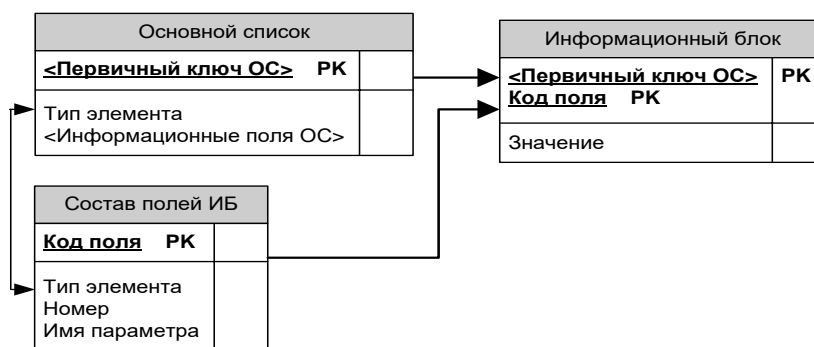 Основной список
<Первичный ключ ОС> PK
Тип элемента
<Информационные поля ОС>
Информационный блок
<Первичный ключ ОС> PK
Код поля PK
Значение
Состав полей ИБ
Код поля PK
Тип элемента
Номер
Имя параметра